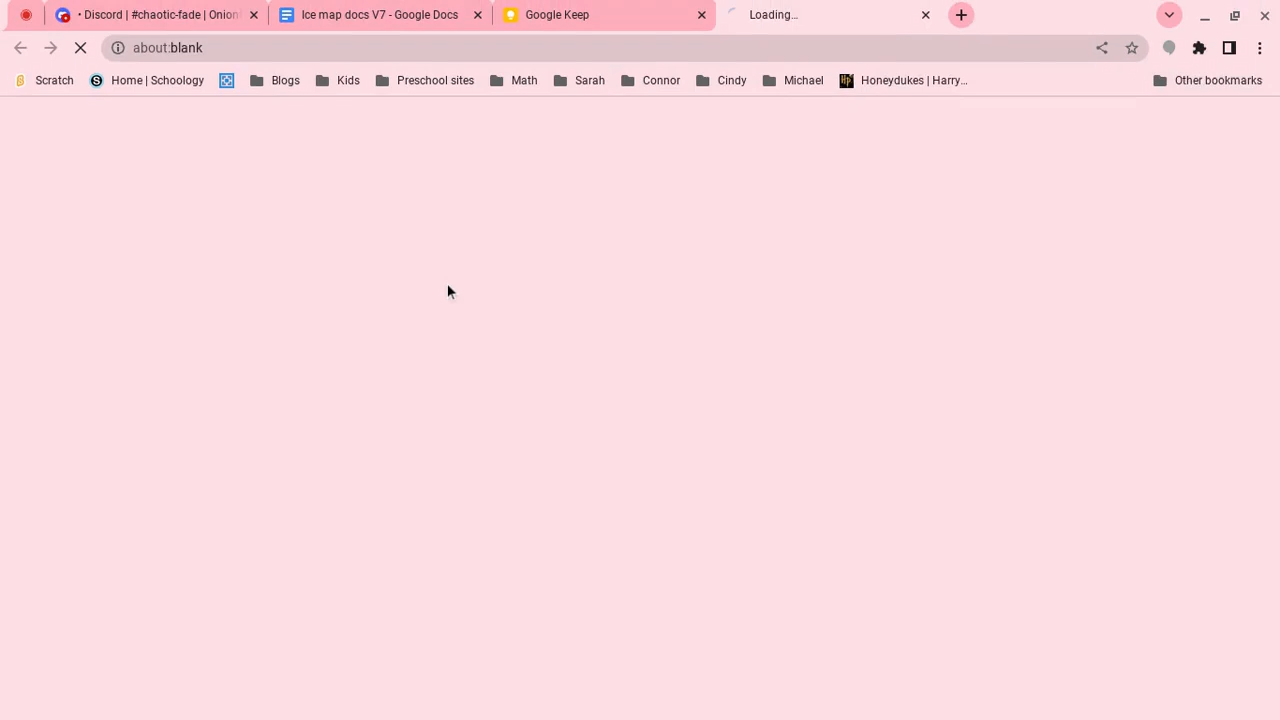 • Discord | #chaotic-fade | Onion
Ice map docs V7 - Google Docs
Google Keep
Loading...
about:blank
Scratch
Home | Schoology
Blogs
Kids
Preschool sites
Math
Sarah
Connor
Cindy
Michael
Honeydukes | Harry...
Other bookmarks